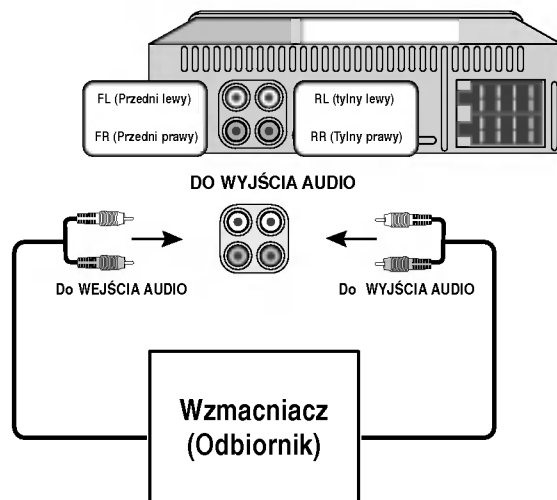 FL (Przedni lewy)
RL (tylny lewy)
FR (Przedni prawy)
RR (Tylny prawy)
DO WYJŚCIA AUDIO
Do WEJŚCIA AUDIO
Do WYJŚCIA AUDIO
Wzmacniacz
(Odbiornik)